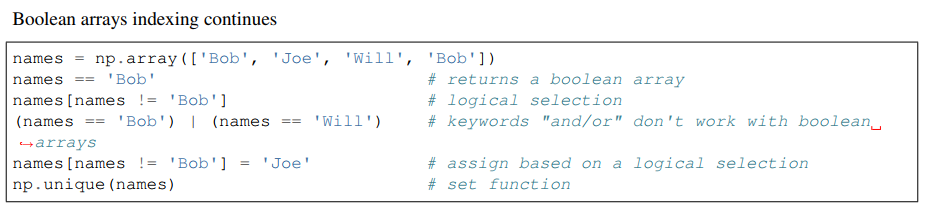 Boolean arrays indexing continues
names = np.array(['Bob', 'Joe', 'Will', 'Bob'])
names == 'Bob' # returns a boolean array
names[names != 'Bob'] # logical selection
(names == 'Bob') | (names == 'Will') # keywords "and/or" don't work with boolean␣
↪arrays
names[names != 'Bob'] = 'Joe' # assign based on a logical selection
np.unique(names) # set function